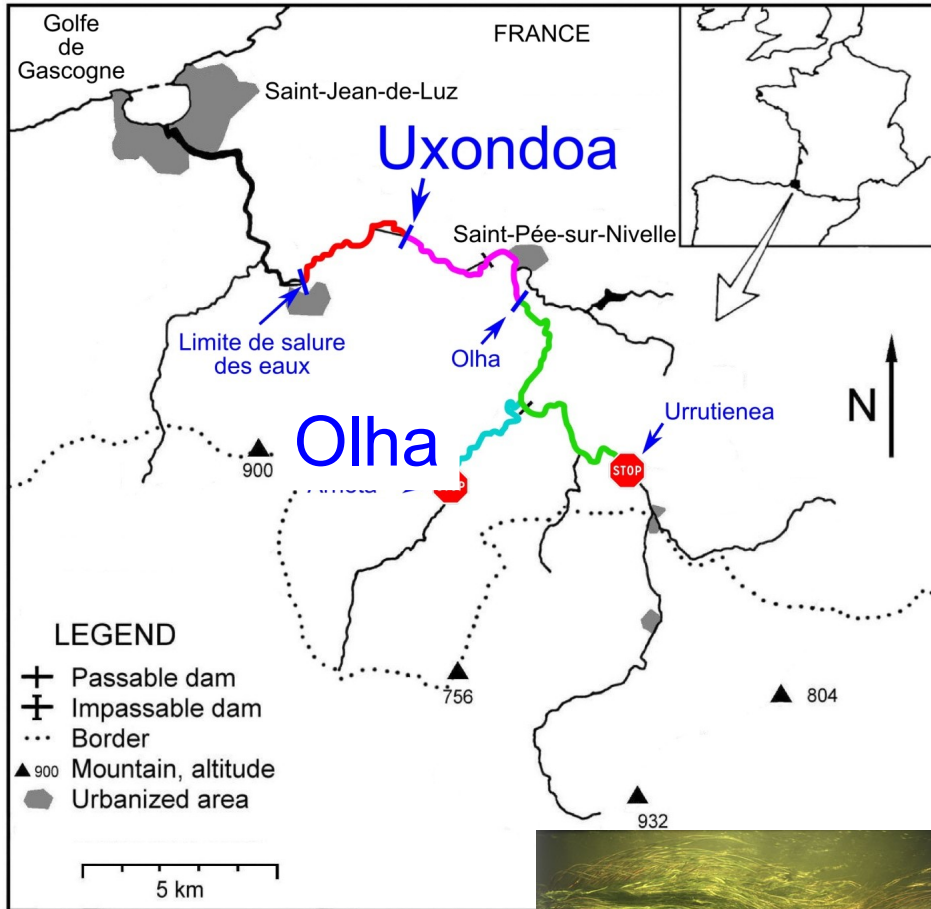 Golfe
de
Gascogne
FRANCE
Saint-Jean-de-Luz
Uxondoa
Saint-Pée-sur-Nivelle
Limite de salure
des eaux
Olha
N
Urrutienea
Olha
900
STOP
LEGEND
Passable dam
Impassable dam
Border
900 Mountain, altitude
Urbanized area
756
804
932
5 km